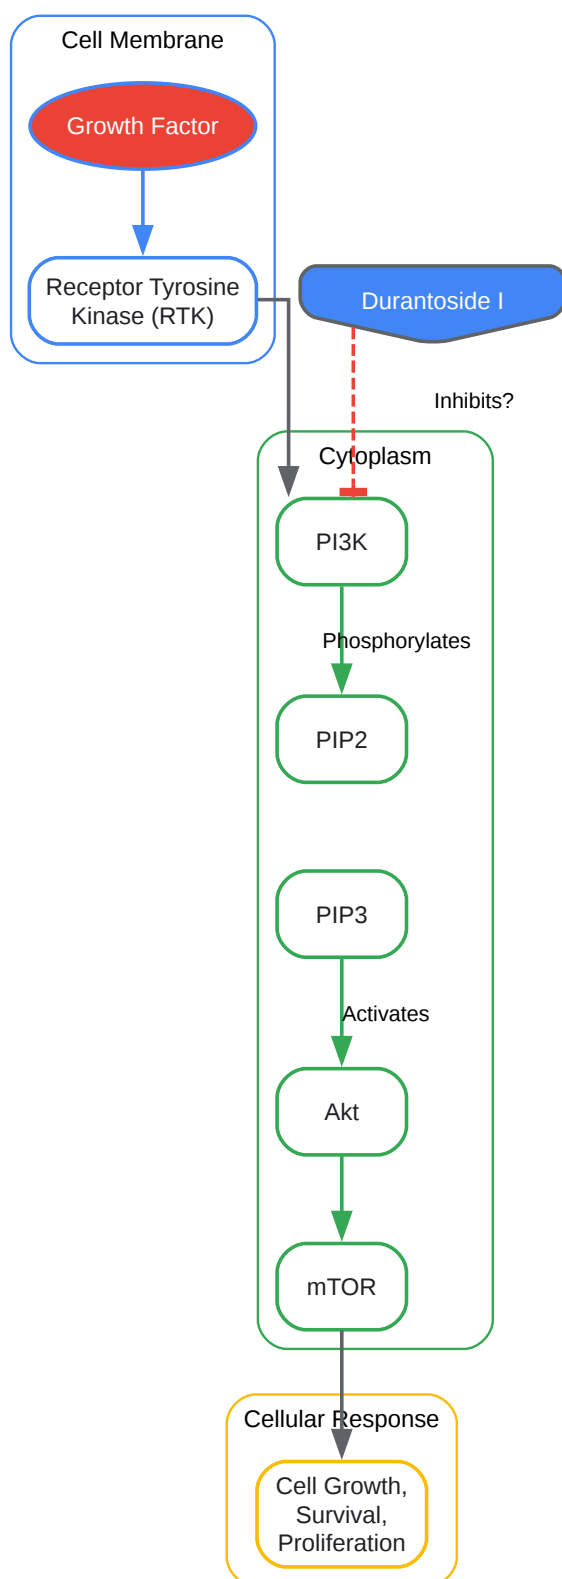 Cell Membrane
Growth Factor
Receptor Tyrosine
Kinase (RTK)
Durantoside I
Inhibits?
Cytoplasm
PI3K
Phosphorylates
PIP2
PIP3
Activates
Akt
mTOR
Cellular Response
Cell Growth,
Survival,
Proliferation